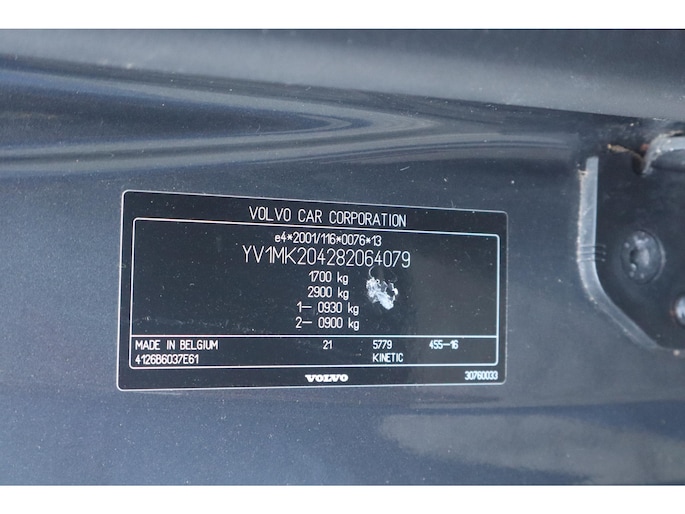 VOLVO CAR CORPORATION
e4*2001/116*0076*13
YV1MK204282064079
1700 kg
2900 kg
1– 0930 kg
2– 0900 kg
MADE IN BELGIUM 21 5779 455–16
412686037E61 KINETIC
VOLVO 30760033